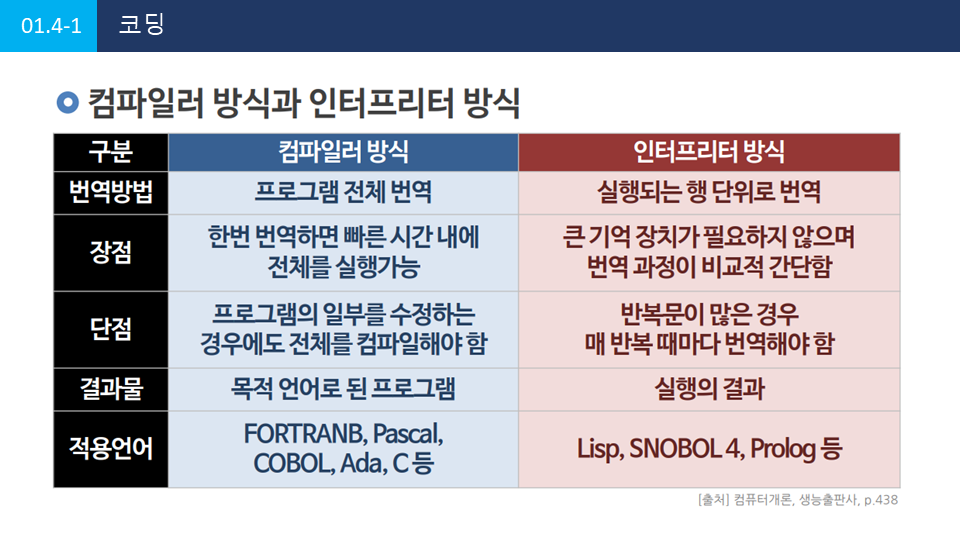 01.4-1 코딩
컴파일러 방식과 인터프리터 방식
구분 컴파일러 방식 인터프리터 방식
번역방법 프로그램 전체 번역 실행되는 행 단위로 번역
장점
한번 번역하면 빠른 시간 내에
전체를 실행가능
큰 기억 장치가 필요하지 않으며
번역 과정이 비교적 간단함
단점
프로그램의 일부를 수정하는
경우에도 전체를 컴파일해야 함
반복문이 많은 경우
매 반복 때마다 번역해야 함
결과물 목적 언어로 된 프로그램 실행의 결과
적용언어
FORTRANB, Pascal,
COBOL, Ada, C 등
Lisp, SNOBOL 4, Prolog 등
[출처] 컴퓨터개론, 생능출판사, p.438